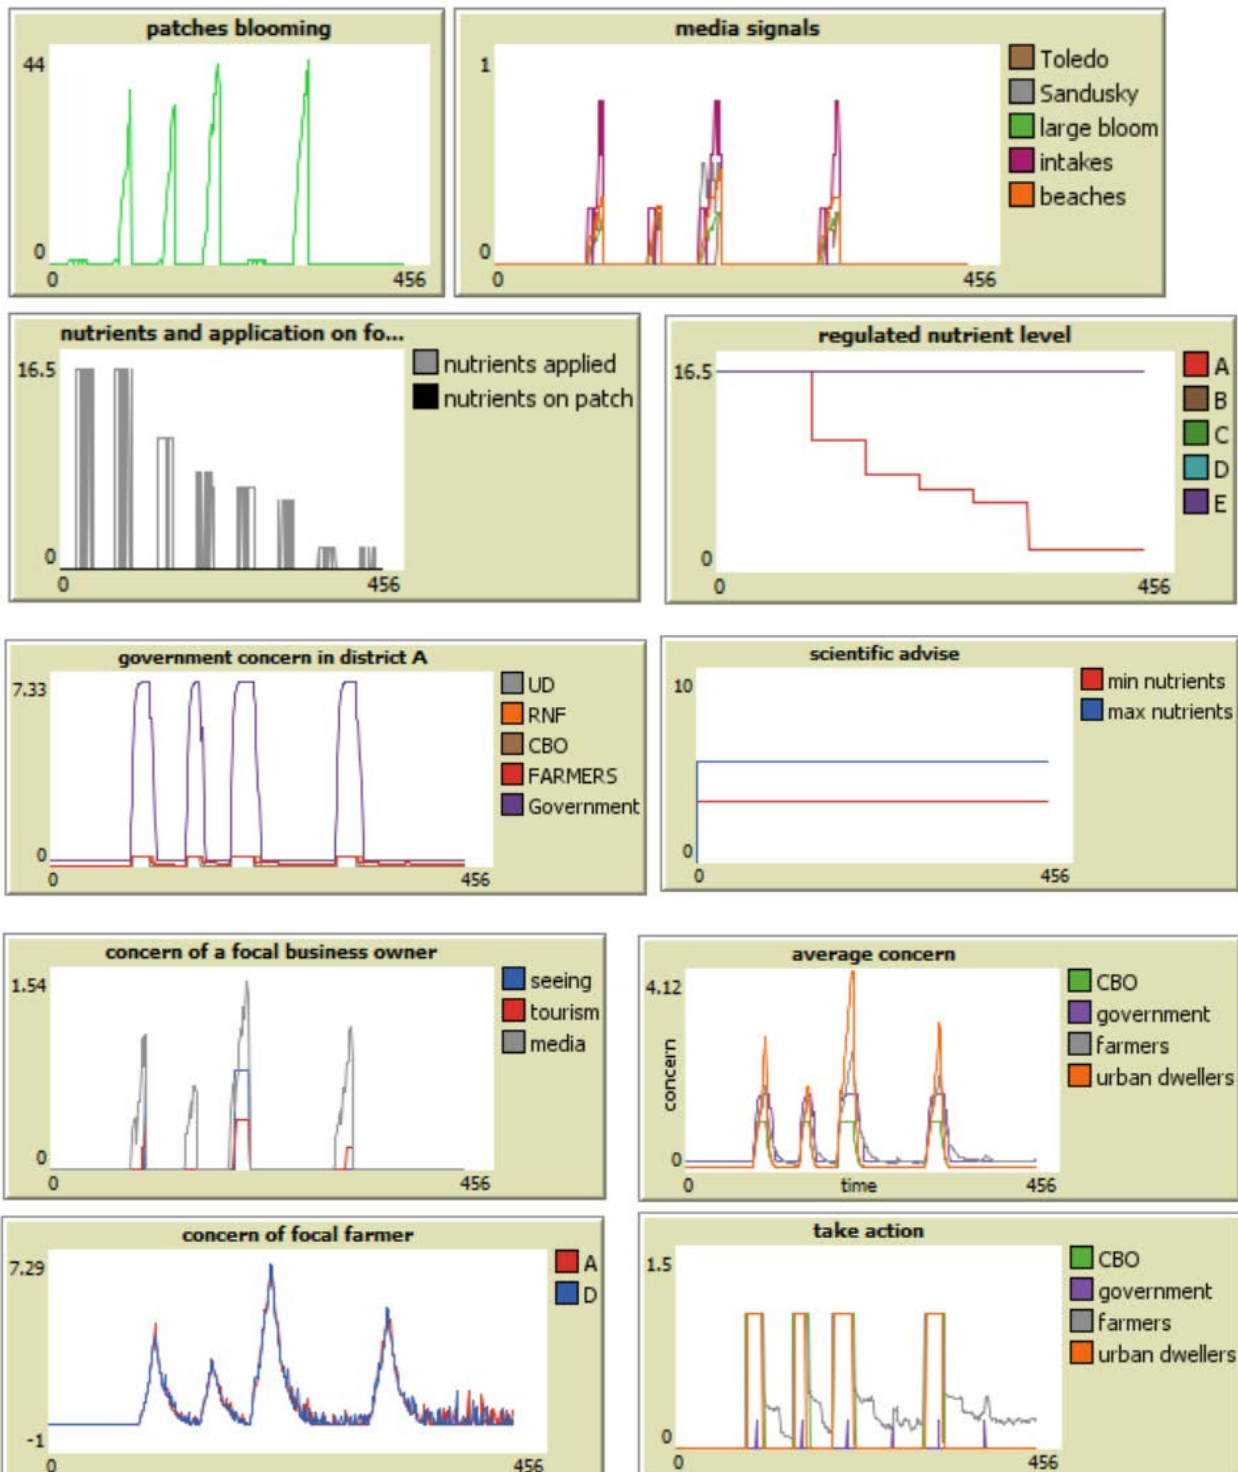 patches blooming
44
0
0
456
media signals
1
0
0
456
Toledo
Sandusky
large bloom
intakes
beaches
nutrients and application on fo...
16.5
0
0
456
nutrients applied
nutrients on patch
regulated nutrient level
16.5
0
0
456
A
B
C
D
E
government concern in district A
7.33
0
0
456
UD
RNF
CBO
FARMERS
Government
scientific advise
10
0
0
456
min nutrients
max nutrients
concern of a focal business owner
1.54
0
0
456
seeing
tourism
media
average concern
4.12
concern
0
0
time
456
CBO
government
farmers
urban dwellers
concern of focal farmer
7.29
-1
0
456
A
D
take action
1.5
0
0
456
CBO
government
farmers
urban dwellers